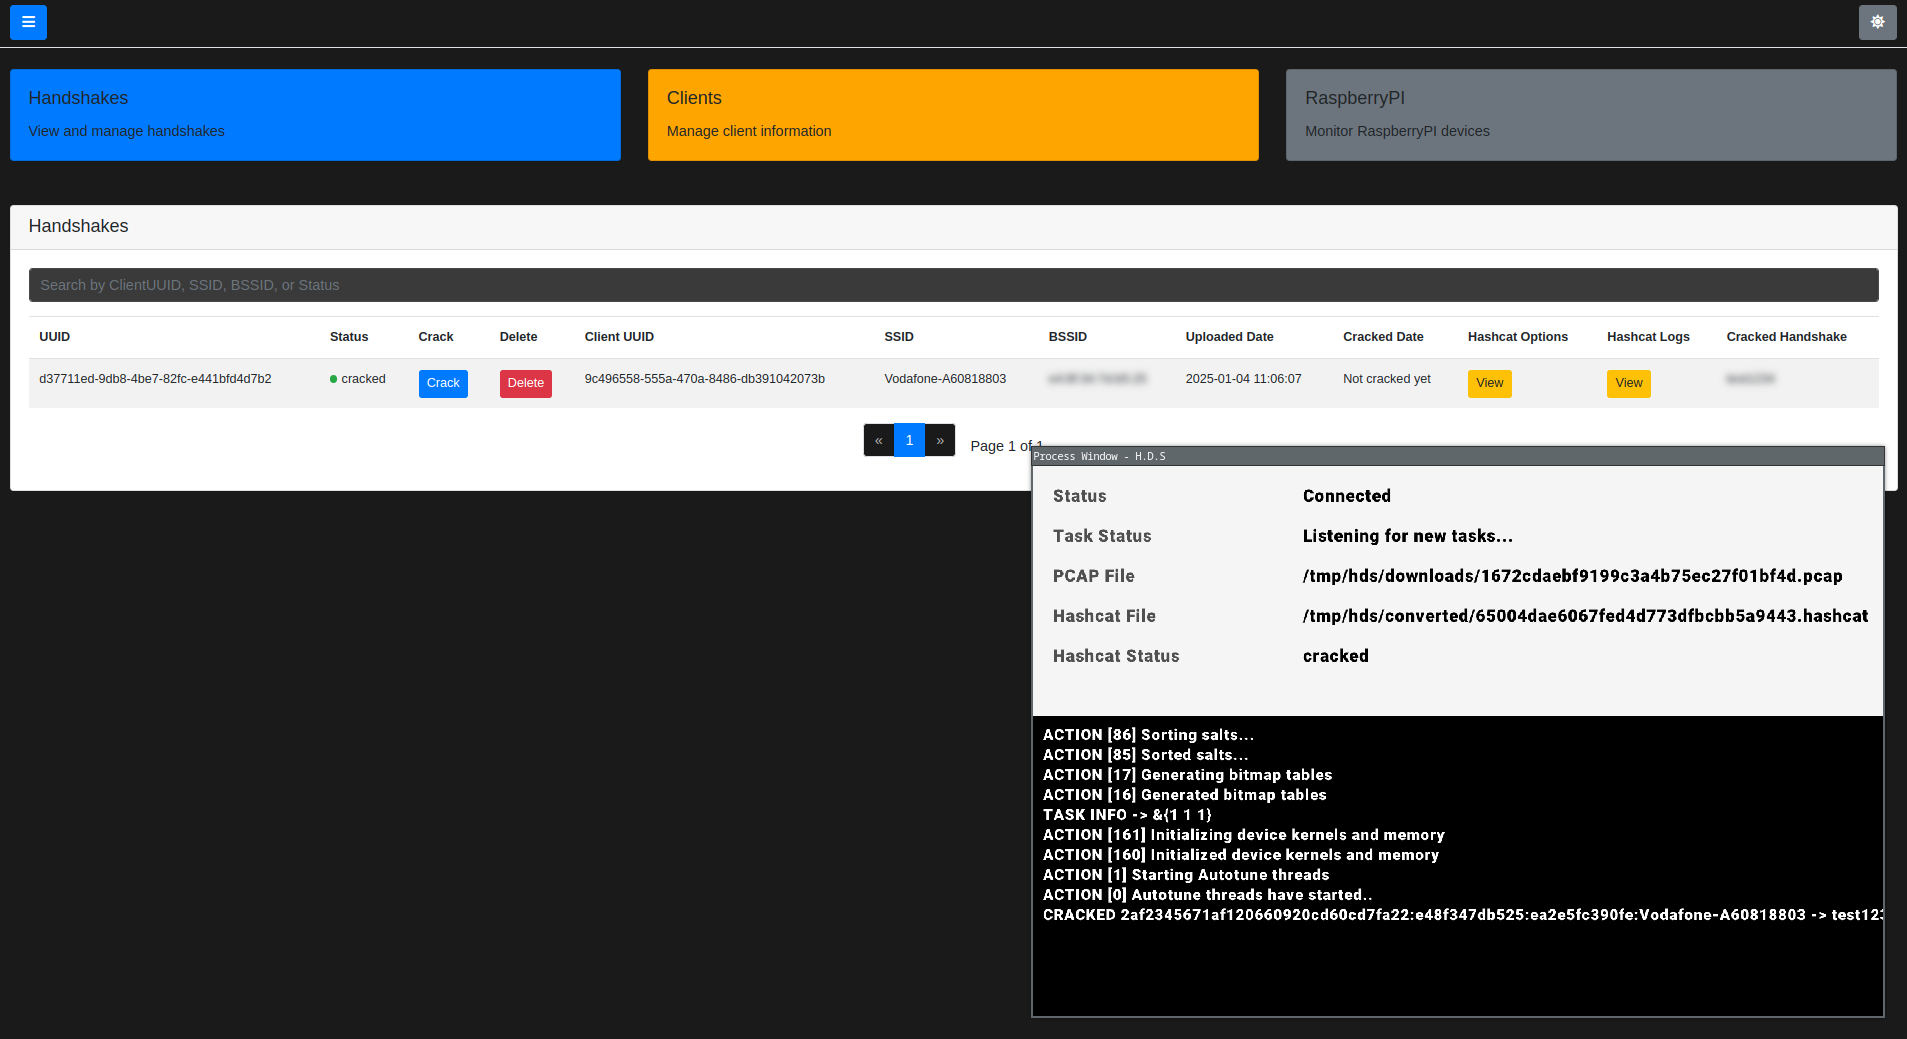 Handshakes
View and manage handshakes
Clients
Manage client information
RaspberryPI
Monitor RaspberryPI devices
Handshakes
Search by ClientUUID, SSID, BSSID, or Status
UUID Status Crack Delete Client UUID SSID BSSID Uploaded Date Cracked Date Hashcat Options Hashcat Logs Cracked Handshake
d37711ed-9db8-4be7-82fc-e441bfd4d7b2 cracked Crack Delete 9c496558-555a-470a-8486-db391042073b Vodafone-A60818803 2025-01-04 11:06:07 Not cracked yet View View
« 1 » Page 1 of 1
Process Window - H.D.S
Status Connected
Task Status Listening for new tasks...
PCAP File /tmp/hds/downloads/1672cdaebf9199c3a4b75ec27f01bf4d.pcap
Hashcat File /tmp/hds/converted/65004dae6067fed4d773dfbcbb5a9443.hashcat
Hashcat Status cracked
ACTION [86] Sorting salts...
ACTION [85] Sorted salts...
ACTION [17] Generating bitmap tables
ACTION [16] Generated bitmap tables
TASK INFO -> &{1 1 1}
ACTION [161] Initializing device kernels and memory
ACTION [160] Initialized device kernels and memory
ACTION [1] Starting Autotune threads
ACTION [0] Autotune threads have started..
CRACKED 2af2345671af120660920cd60cd7fa22:e48f347db525:ea2e5fc390fe:Vodafone-A60818803 -> test123